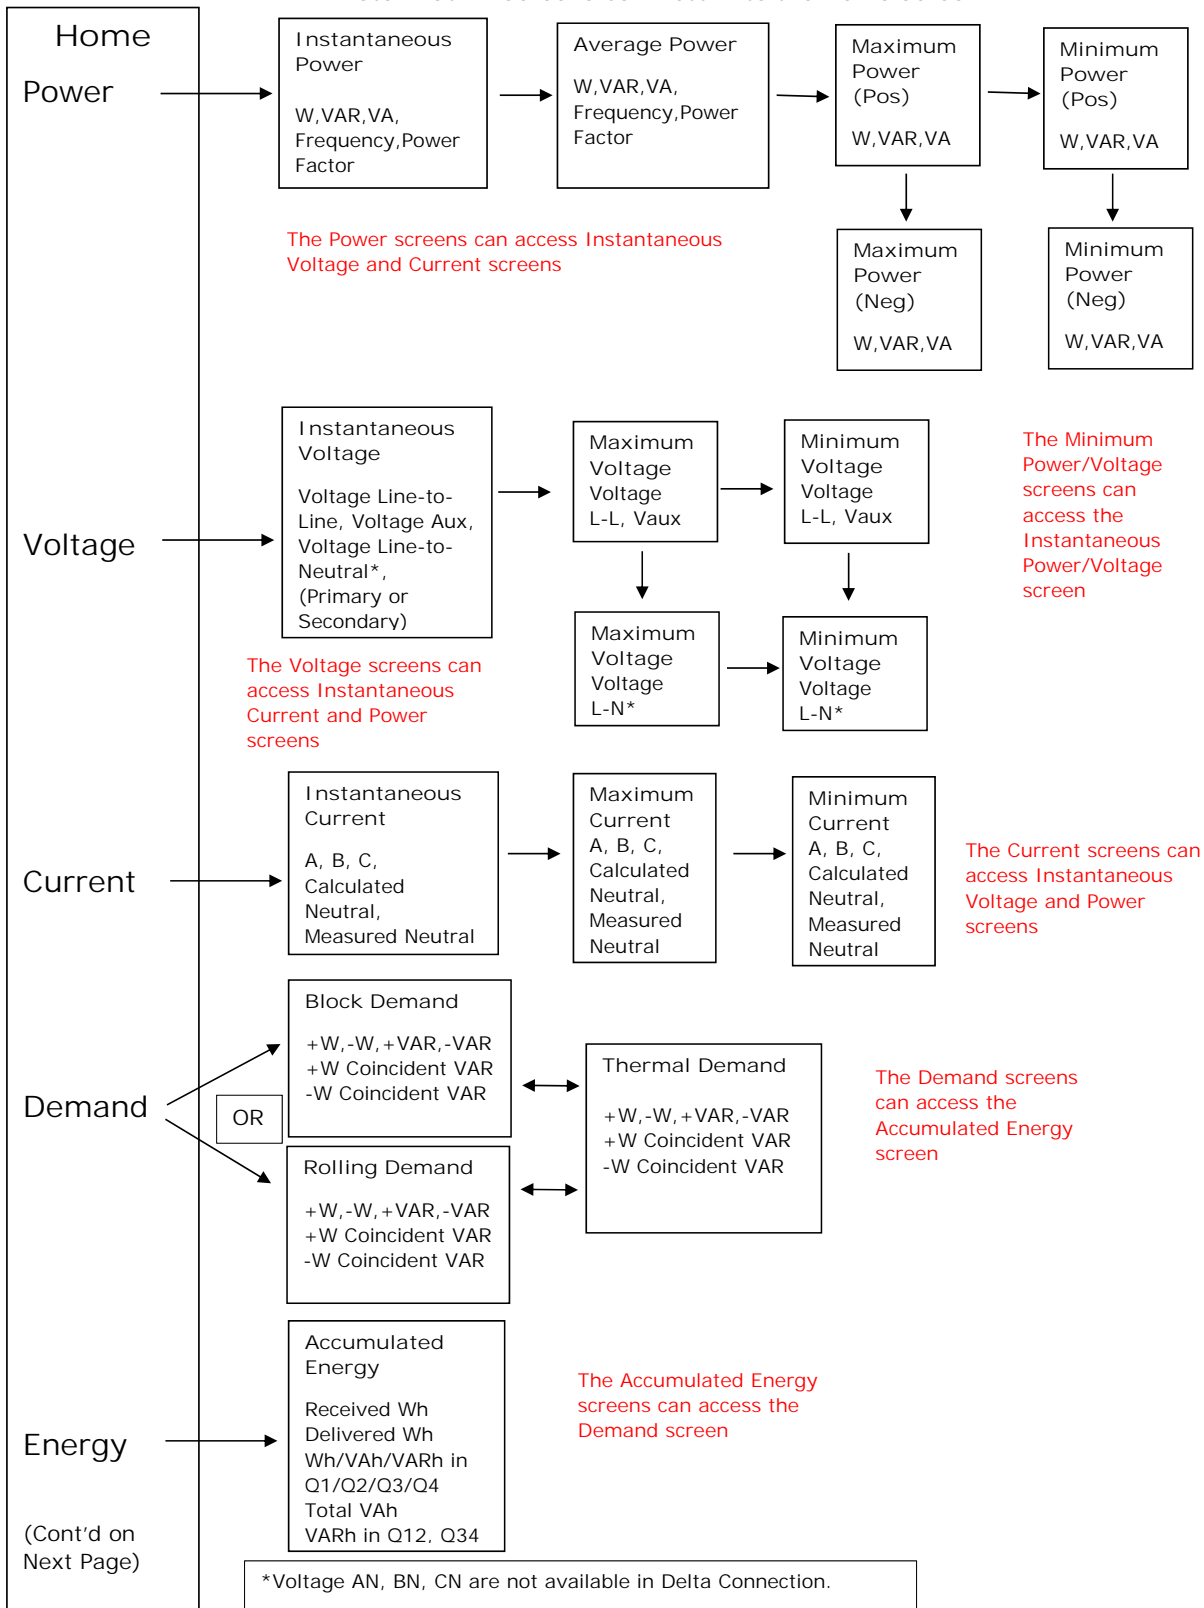 Home
Power
Instantaneous
Power
W,VAR,VA,
Frequency,Power
Factor
Average Power
W,VAR,VA,
Frequency,Power
Factor
Maximum
Power
(Pos)
W,VAR,VA
Minimum
Power
(Pos)
W,VAR,VA
The Power screens can access Instantaneous
Voltage and Current screens
Maximum
Power
(Neg)
W,VAR,VA
Minimum
Power
(Neg)
W,VAR,VA
Voltage
Instantaneous
Voltage
Voltage Line-to-
Line, Voltage Aux,
Voltage Line-to-
Neutral*,
(Primary or
Secondary)
Maximum
Voltage
Voltage
L-L, Vaux
Minimum
Voltage
Voltage
L-L, Vaux
The Minimum
Power/Voltage
screens can
access the
Instantaneous
Power/Voltage
screen
The Voltage screens can
access Instantaneous
Current and Power
screens
Maximum
Voltage
Voltage
L-N*
Minimum
Voltage
Voltage
L-N*
Current
Instantaneous
Current
A, B, C,
Calculated
Neutral,
Measured Neutral
Maximum
Current
A, B, C,
Calculated
Neutral,
Measured
Neutral
Minimum
Current
A, B, C,
Calculated
Neutral,
Measured
Neutral
The Current screens can
access Instantaneous
Voltage and Power
screens
Demand
OR
Block Demand
+W,-W,+VAR,-VAR
+W Coincident VAR
-W Coincident VAR
Rolling Demand
+W,-W,+VAR,-VAR
+W Coincident VAR
-W Coincident VAR
Thermal Demand
+W,-W,+VAR,-VAR
+W Coincident VAR
-W Coincident VAR
The Demand screens
can access the
Accumulated Energy
screen
Energy
Accumulated
Energy
Received Wh
Delivered Wh
Wh/VAh/VARh in
Q1/Q2/Q3/Q4
Total VAh
VARh in Q12, Q34
The Accumulated Energy
screens can access the
Demand screen
(Cont'd on
Next Page)
*Voltage AN, BN, CN are not available in Delta Connection.